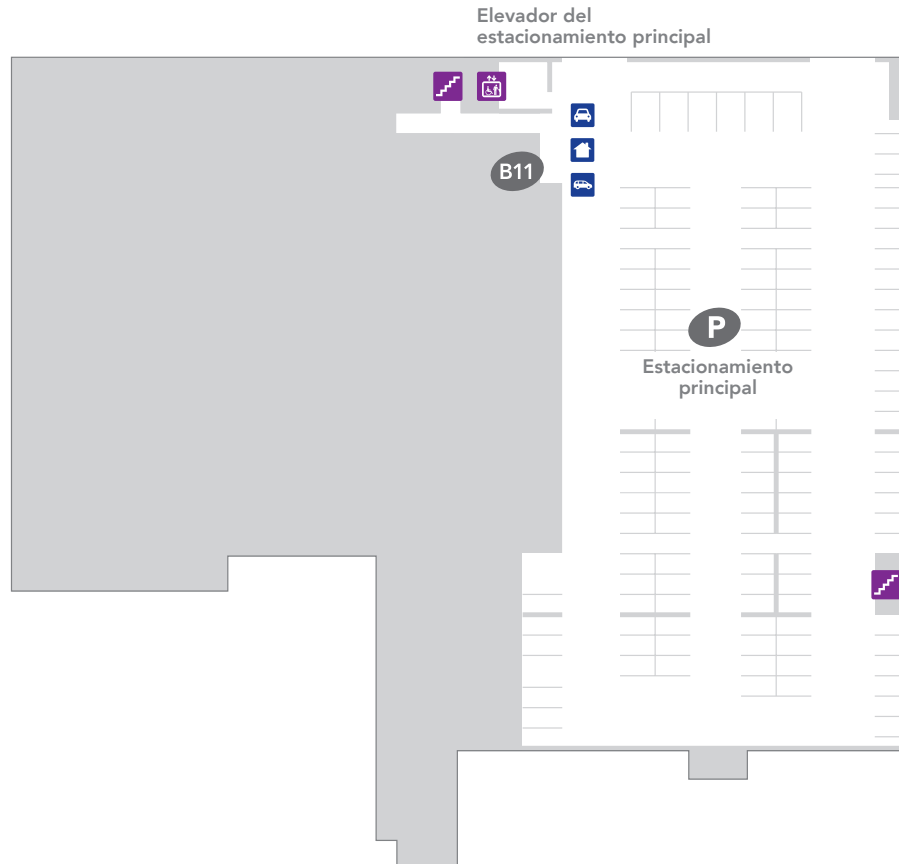 Elevador del
estacionamiento principal
B11
P
Estacionamiento
principal